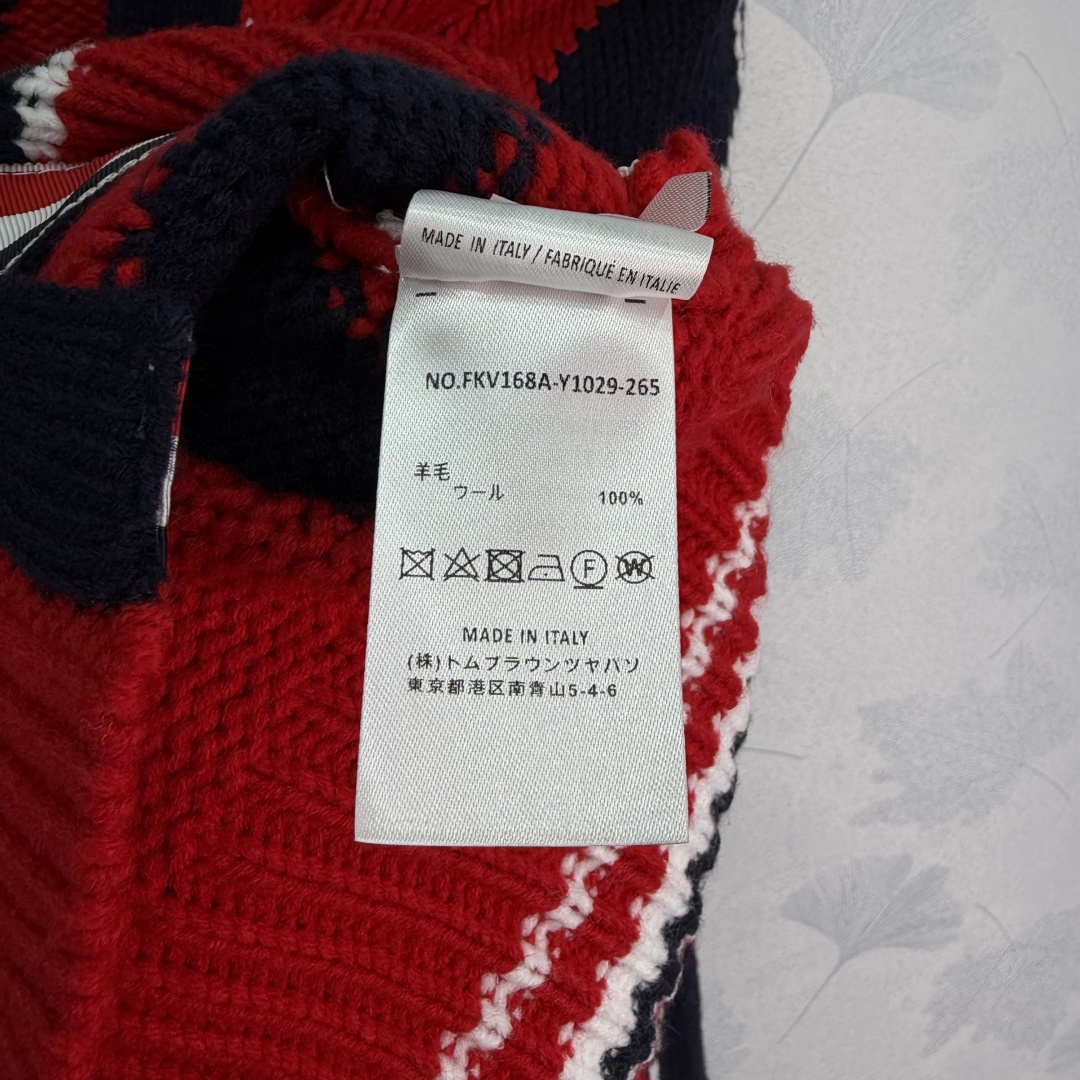 MADE IN ITALY / FABRIQUÉ EN ITALIE
NO.FKV168A-Y1029-265
羊毛
ウール 100%
F W
MADE IN ITALY
(株)トムブラウンツヤパソ
東京都港区南青山5-4-6